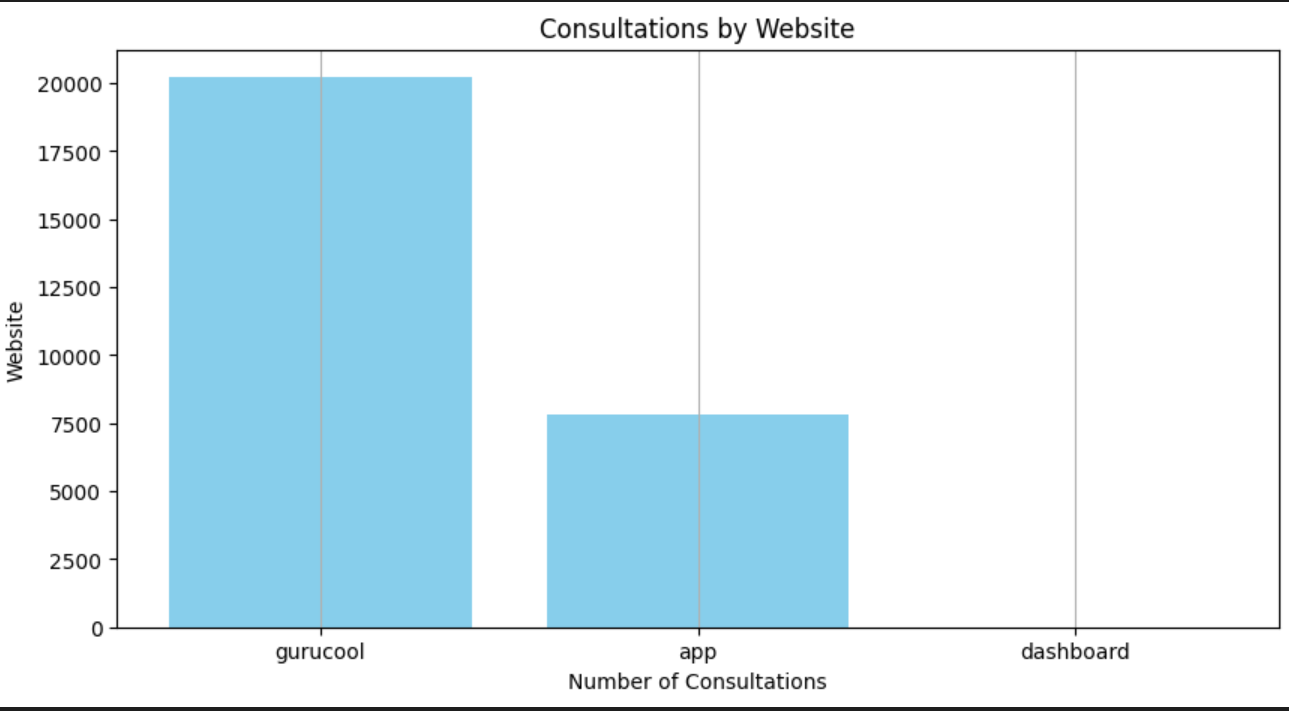 Consultations by Website
20000
17500
15000
12500
10000
7500
5000
2500
0
Website
gurucool app dashboard
Number of Consultations